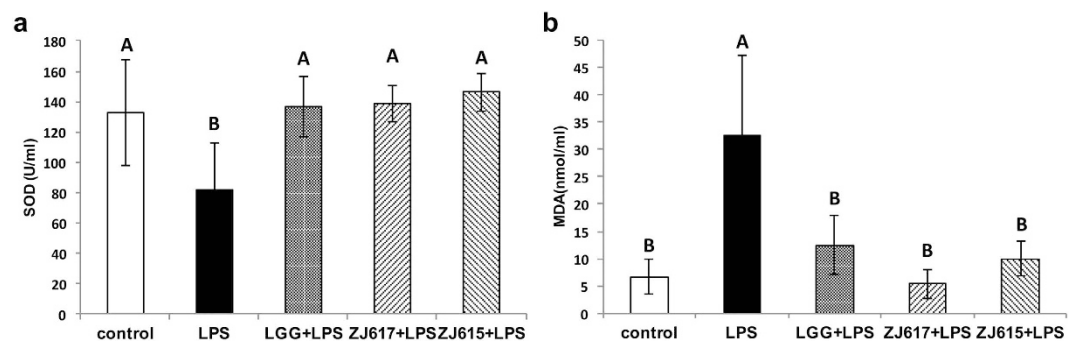 a
180
160
140
120
100
80
60
40
20
0
SOD (U/ml)
A
B
A
A
A
control LPS LGG+LPS ZJ617+LPS ZJ615+LPS
b
50
45
40
35
30
25
20
15
10
5
0
MDA(nmol/ml)
B
A
B
B
B
control LPS LGG+LPS ZJ617+LPS ZJ615+LPS